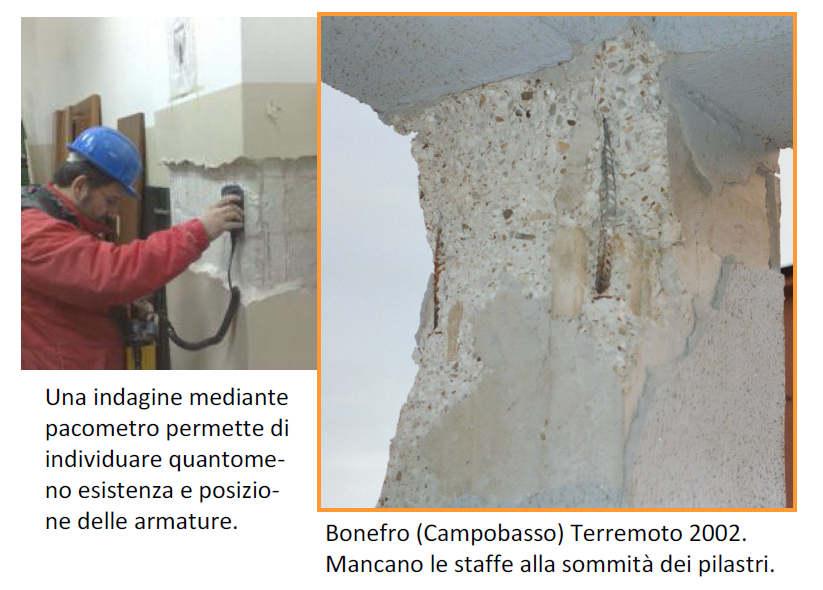 Una indagine mediante
pacometro permette di
individuare quantome-
no esistenza e posizio-
ne delle armature.
Bonefro (Campobasso) Terremoto 2002.
Mancano le staffe alla sommità dei pilastri.